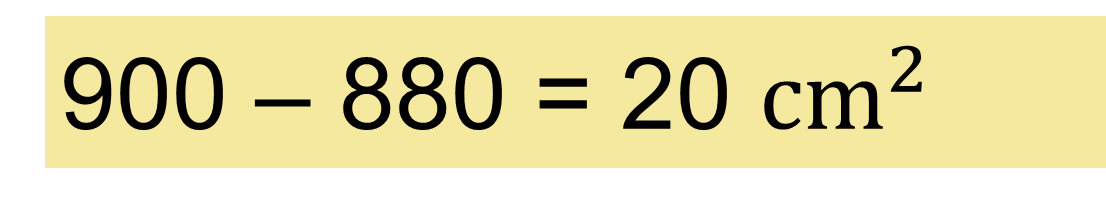 900 – 880 = 20 cm²